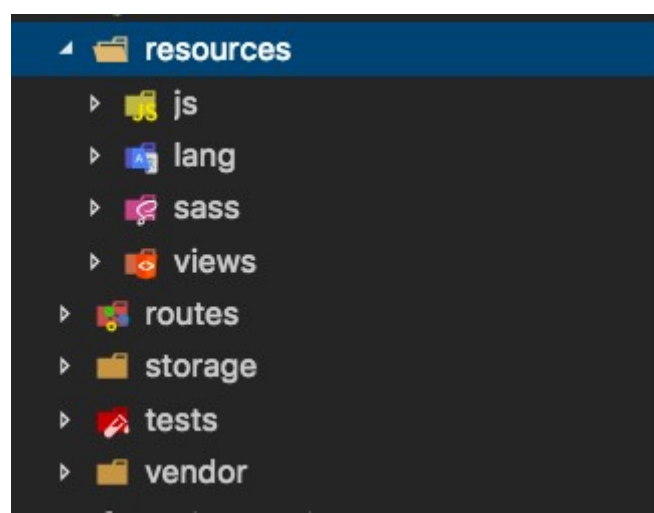 resources
js
lang
sass
views
routes
storage
tests
vendor